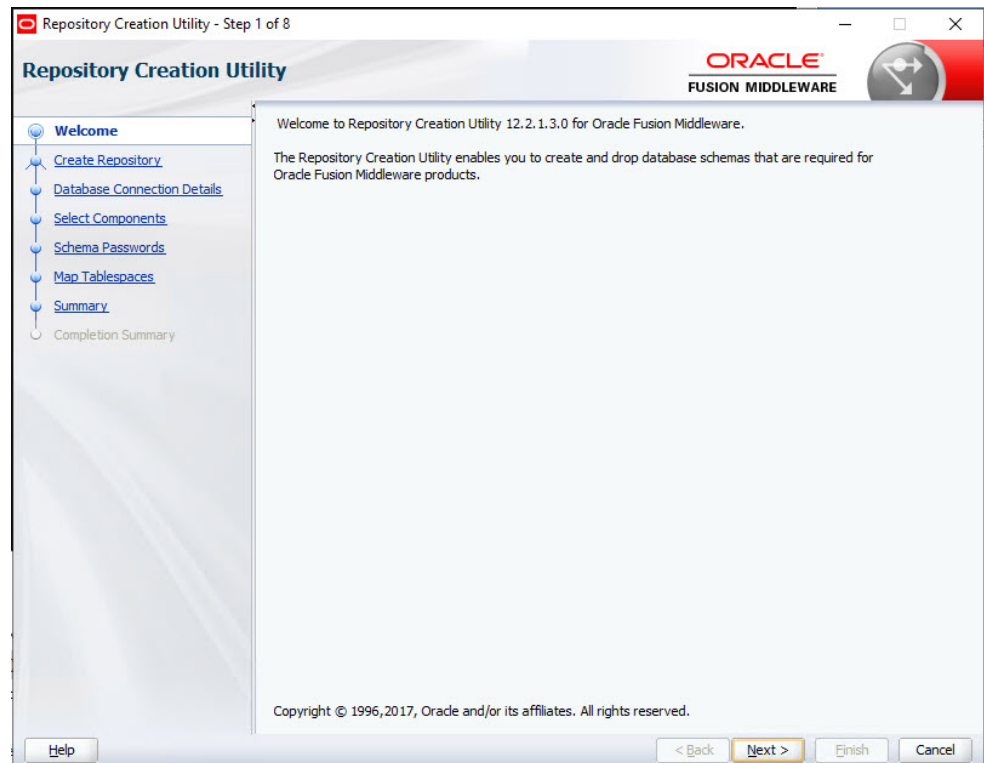 Repository Creation Utility - Step 1 of 8
Repository Creation Utility
ORACLE
FUSION MIDDLEWARE
Welcome
Create Repository
Database Connection Details
Select Components
Schema Passwords
Map Tablespaces
Summary
Completion Summary
Welcome to Repository Creation Utility 12.2.1.3.0 for Oracle Fusion Middleware.
The Repository Creation Utility enables you to create and drop database schemas that are required for
Oracle Fusion Middleware products.
Copyright © 1996,2017, Oracle and/or its affiliates. All rights reserved.
Help
< Back Next > Finish Cancel